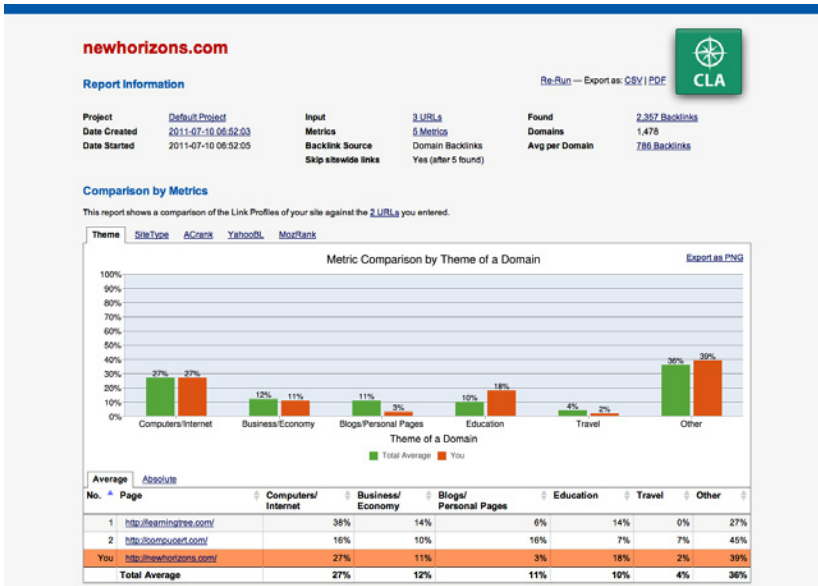 newhorizons.com
CLA
Report Information
Re-Run — Export as: CSV | PDF
Project Default Project Input 3 URLs Found 2,357 Backlinks
Date Created 2011-07-10 06:52:03 Metrics 5 Metrics Domains 1,478
Date Started 2011-07-10 06:52:05 Backlink Source Domain Backlinks Avg per Domain 786 Backlinks
Skip sitewide links Yes (after 5 found)
Comparison by Metrics
This report shows a comparison of the Link Profiles of your site against the 2 URLs you entered.
Theme SiteType ACrank YahooBL MozRank
Metric Comparison by Theme of a Domain Export as PNG
100%
90%
80%
70%
60%
50%
40%
30%
20%
10%
0%
27% 27% 12% 11% 11% 3% 10% 18% 4% 2% 36% 39%
Computers/Internet Business/Economy Blogs/Personal Pages Education Travel Other
Theme of a Domain
Total Average You
Average Absolute
No. Page Computers/ Internet Business/ Economy Blogs/ Personal Pages Education Travel Other
1 http://learningtree.com/ 38% 14% 6% 14% 0% 27%
2 http://compucert.com/ 16% 10% 16% 7% 7% 45%
You http://newhorizons.com/ 27% 11% 3% 18% 2% 39%
Total Average 27% 12% 11% 10% 4% 36%